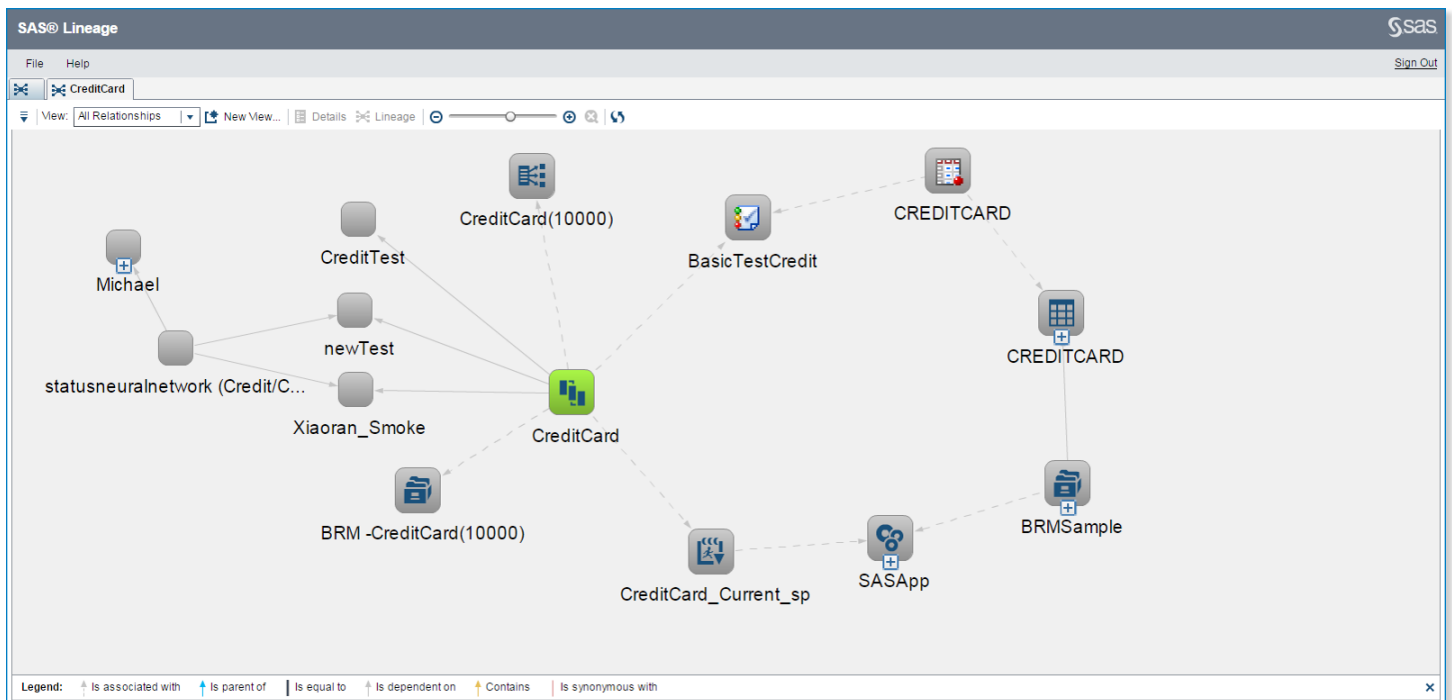 SAS® Lineage
sas
File Help
Sign Out
CreditCard
View: All Relationships New View... Details Lineage
CreditCard(10000)
CREDITCARD
CreditTest
BasicTestCredit
Michael
newTest
CREDITCARD
statusneuralnetwork (Credit/C...
Xiaoran_Smoke
CreditCard
BRM -CreditCard(10000)
BRMSample
SASApp
CreditCard_Current_sp
Legend: Is associated with Is parent of Is equal to Is dependent on Contains Is synonymous with